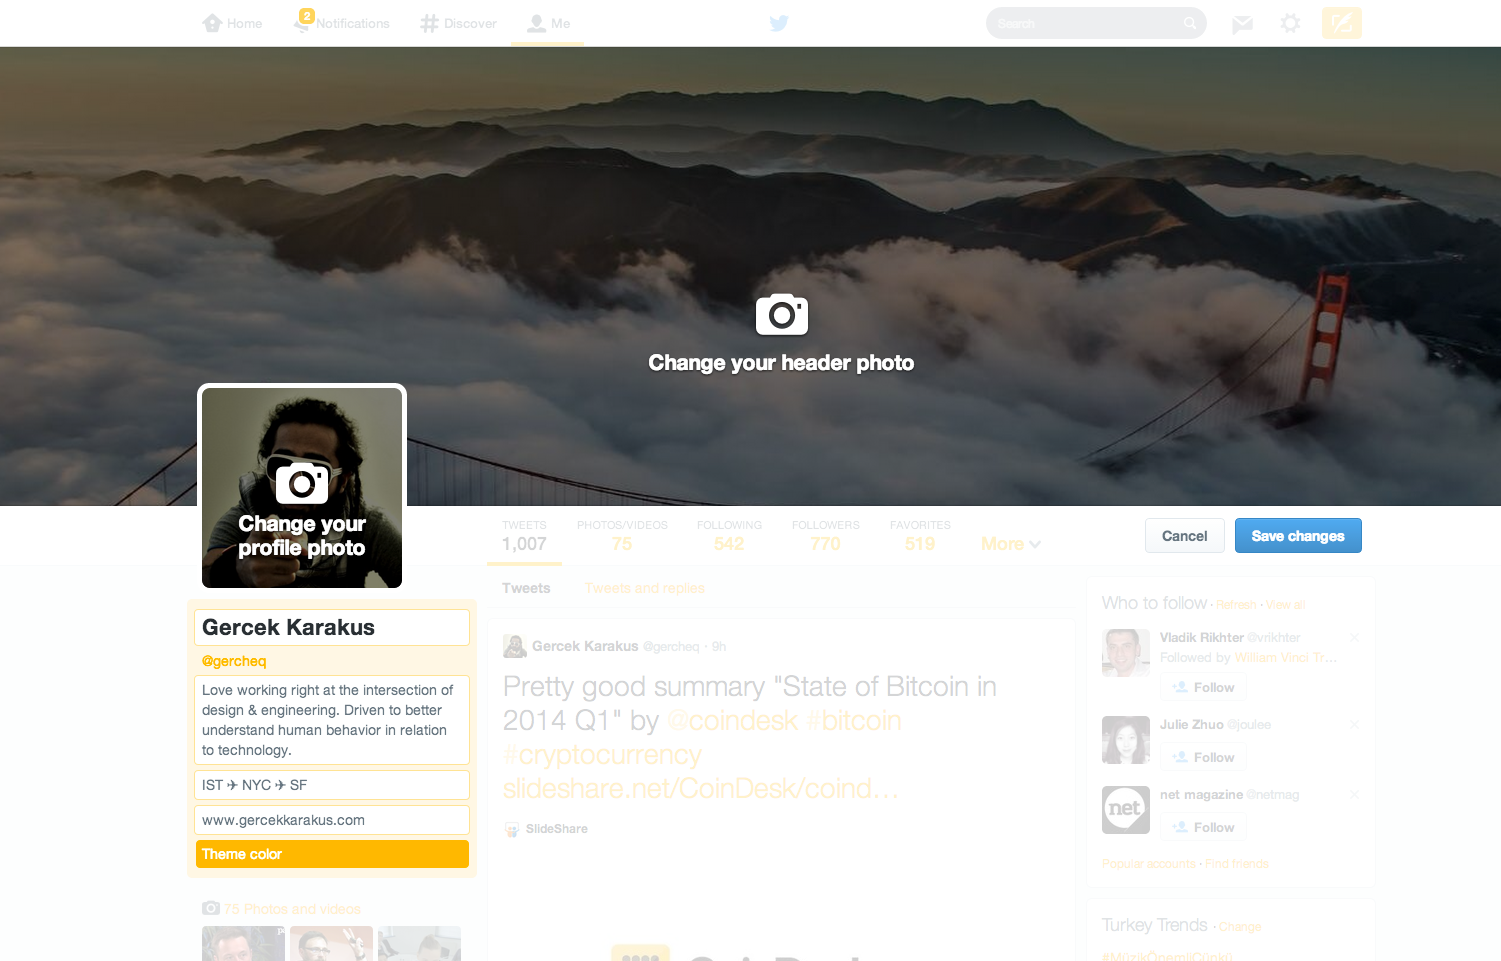 Home
2
Notifications
Discover
Me
Search
Change your header photo
Change your
profile photo
TWEETS
1,007
PHOTOS/VIDEOS
75
FOLLOWING
542
FOLLOWERS
770
FAVORITES
519
More
Cancel
Save changes
Gercek Karakus
@gercheq
Love working right at the intersection of
design & engineering. Driven to better
understand human behavior in relation
to technology.
IST ✈ NYC ✈ SF
www.gercekkarakus.com
Theme color
75 Photos and videos
Tweets
Tweets and replies
Gercek Karakus @gercheq · 9h
Pretty good summary "State of Bitcoin in
2014 Q1" by @coindesk #bitcoin
#cryptocurrency
slideshare.net/CoinDesk/coind…
SlideShare
Who to follow · Refresh · View all
Vladik Rikhter @vrikhter
Followed by William Vinci Tr...
Follow
Julie Zhuo @joulee
Follow
net
net magazine @netmag
Follow
Popular accounts · Find friends
Turkey Trends · Change